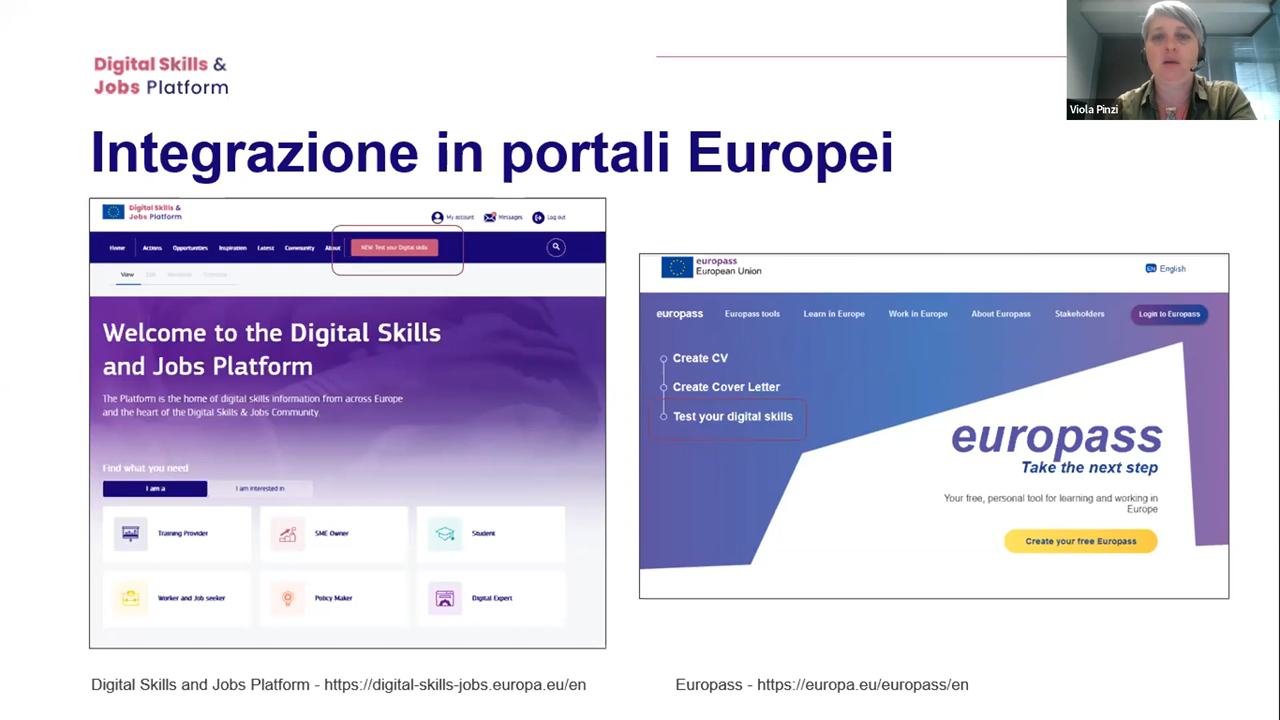 Digital Skills &
Jobs Platform
Viola Pinzi
Integrazione in portali Europei
Digital Skills &
Jobs Platform
My account
Messages
Log out
Home
Actions
Opportunities
Inspiration
Latest
Community
About
NEW Test your Digital skills
View
Edit
Welcome to the Digital Skills
and Jobs Platform
The Platform is the home of digital skills information from across Europe
and the heart of the Digital Skills & Jobs Community.
Find what you need
I am a
I am interested in
Training Provider
SME Owner
Student
Worker and Job seeker
Policy Maker
Digital Expert
europass
European Union
EN English
europass
Europass tools
Learn in Europe
Work in Europe
About Europass
Stakeholders
Login to Europass
Create CV
Create Cover Letter
Test your digital skills
europass
Take the next step
Your free, personal tool for learning and working in
Europe
Create your free Europass
Digital Skills and Jobs Platform - https://digital-skills-jobs.europa.eu/en
Europass - https://europa.eu/europass/en